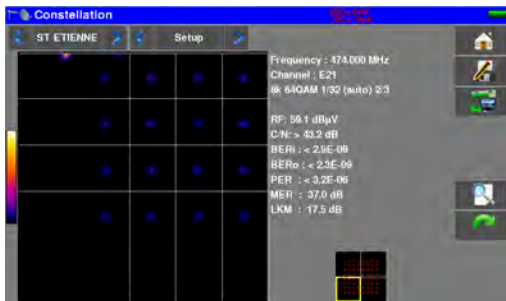 Constellation
ST ETIENNE
Setup
Frequency : 474.000 MHz
Channel : E21
8k 64QAM 1/32 (auto) 2/3
RF: 59.1 dBµV
C/N: > 43.2 dB
BERi : < 2.9E-09
BERo : < 2.3E-09
PER : < 3.2E-06
MER : 37.0 dB
LKM : 17.5 dB